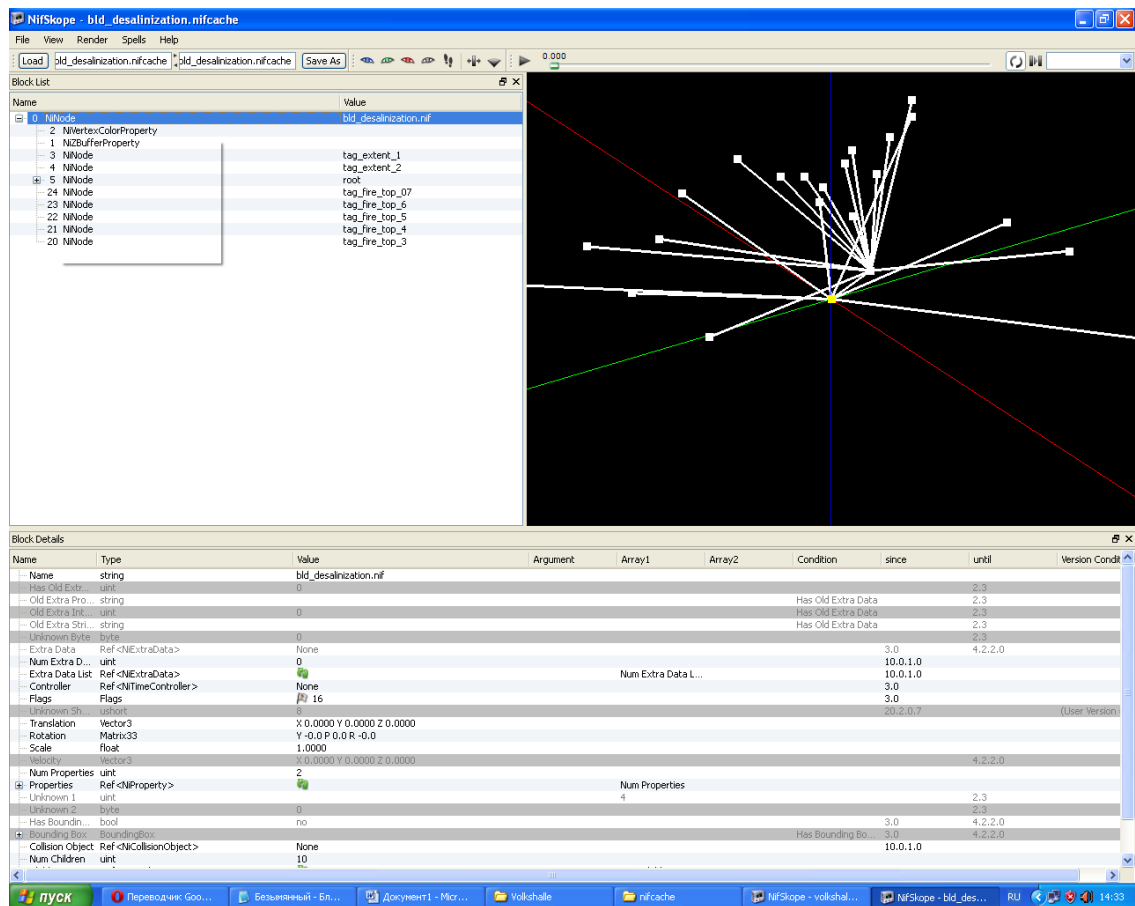 NifSkope - bld_desalinization.nifcache
File View Render Spells Help
Load bld_desalinization.nifcache bld_desalinization.nifcache Save As 0.000
Block List
Name Value
0 NiNode bld_desalinization.nif
2 NiVertexColorProperty
1 NiZBufferProperty
3 NiNode tag_extent_1
4 NiNode tag_extent_2
5 NiNode root
24 NiNode tag_fire_top_07
23 NiNode tag_fire_top_6
22 NiNode tag_fire_top_5
21 NiNode tag_fire_top_4
20 NiNode tag_fire_top_3
Block Details
Name Type Value Argument Array1 Array2 Condition since until Version Condit
Name string bld_desalinization.nif
Has Old Extr... uint 0 2.3
Old Extra Pro... string Has Old Extra Data 2.3
Old Extra Int... uint 0 Has Old Extra Data 2.3
Old Extra Stri... string Has Old Extra Data 2.3
Unknown Byte byte 0 2.3
Extra Data Ref<NiExtraData> None 3.0 4.2.2.0
Num Extra D... uint 0 10.0.1.0
Extra Data List Ref<NiExtraData> Num Extra Data L... 10.0.1.0
Controller Ref<NiTimeController> None 3.0
Flags Flags 16 3.0
Unknown Sh... ushort 8 20.2.0.7 (User Version
Translation Vector3 X 0.0000 Y 0.0000 Z 0.0000
Rotation Matrix33 Y -0.0 P 0.0 R -0.0
Scale float 1.0000
Velocity Vector3 X 0.0000 Y 0.0000 Z 0.0000 4.2.2.0
Num Properties uint 2
Properties Ref<NiProperty> Num Properties
Unknown 1 uint 4 2.3
Unknown 2 byte 0 2.3
Has Boundin... bool no 3.0 4.2.2.0
Bounding Box BoundingBox Has Bounding Bo... 3.0 4.2.2.0
Collision Object Ref<NiCollisionObject> None 10.0.1.0
Num Children uint 10
пуск Переводчик Goo... Безымянный - Бл... Документ1 - Micr... Volkshalle nifcache NifSkope - volkshal... NifSkope - bld_des... RU 14:33